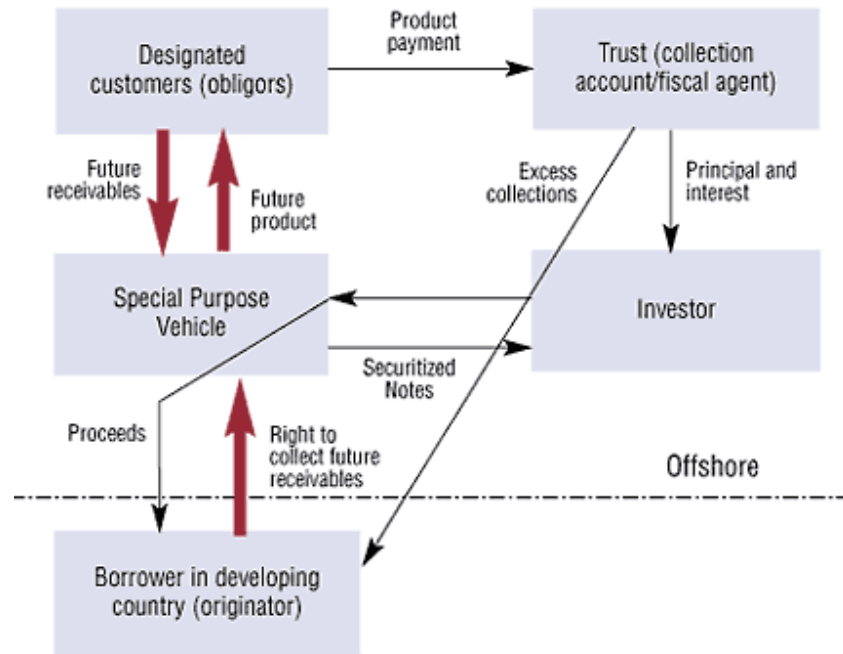 Designated
customers (obligors)
Product
payment
Trust (collection
account/fiscal agent)
Future
receivables
Future
product
Excess
collections
Principal and
interest
Special Purpose
Vehicle
Investor
Securitized
Notes
Proceeds
Right to
collect future
receivables
Offshore
Borrower in developing
country (originator)